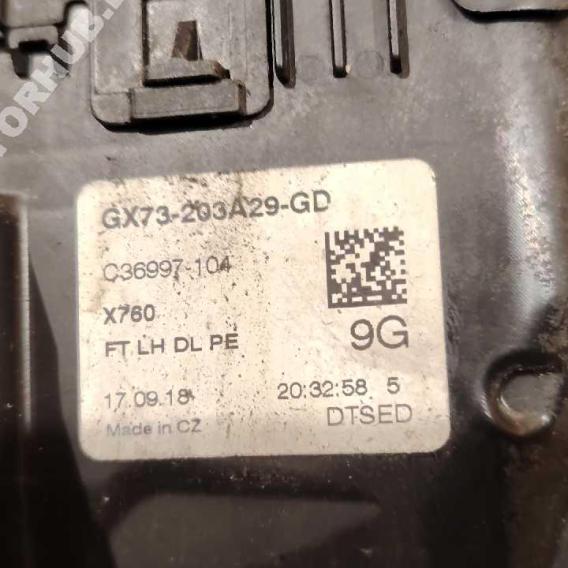 GX73-203A29-GD
C36997-104
X760
FT LH DL PE
9G
17.09.18 20:32:58 5
Made in CZ DTSED